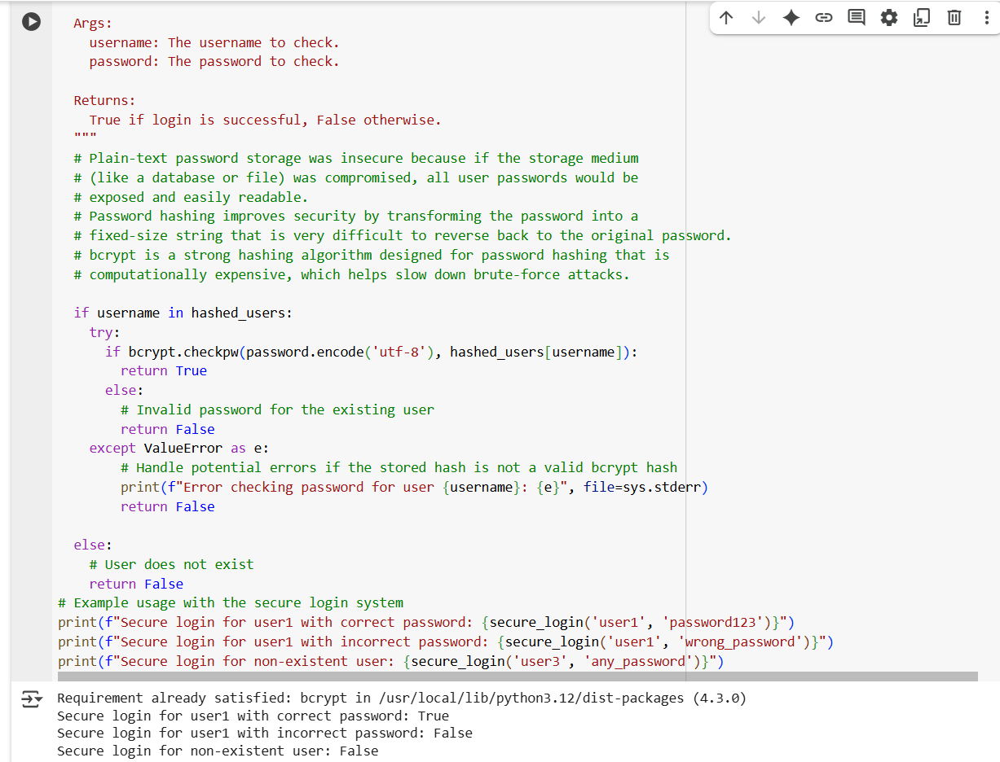 Args:
username: The username to check.
password: The password to check.
Returns:
True if login is successful, False otherwise.
"""
# Plain-text password storage was insecure because if the storage medium
# (like a database or file) was compromised, all user passwords would be
# exposed and easily readable.
# Password hashing improves security by transforming the password into a
# fixed-size string that is very difficult to reverse back to the original password.
# bcrypt is a strong hashing algorithm designed for password hashing that is
# computationally expensive, which helps slow down brute-force attacks.
if username in hashed_users:
try:
if bcrypt.checkpw(password.encode('utf-8'), hashed_users[username]):
return True
else:
# Invalid password for the existing user
return False
except ValueError as e:
# Handle potential errors if the stored hash is not a valid bcrypt hash
print(f"Error checking password for user {username}: {e}", file=sys.stderr)
return False
else:
# User does not exist
return False
# Example usage with the secure login system
print(f"Secure login for user1 with correct password: {secure_login('user1', 'password123')}")
print(f"Secure login for user1 with incorrect password: {secure_login('user1', 'wrong_password')}")
print(f"Secure login for non-existent user: {secure_login('user3', 'any_password')}")
Requirement already satisfied: bcrypt in /usr/local/lib/python3.12/dist-packages (4.3.0)
Secure login for user1 with correct password: True
Secure login for user1 with incorrect password: False
Secure login for non-existent user: False